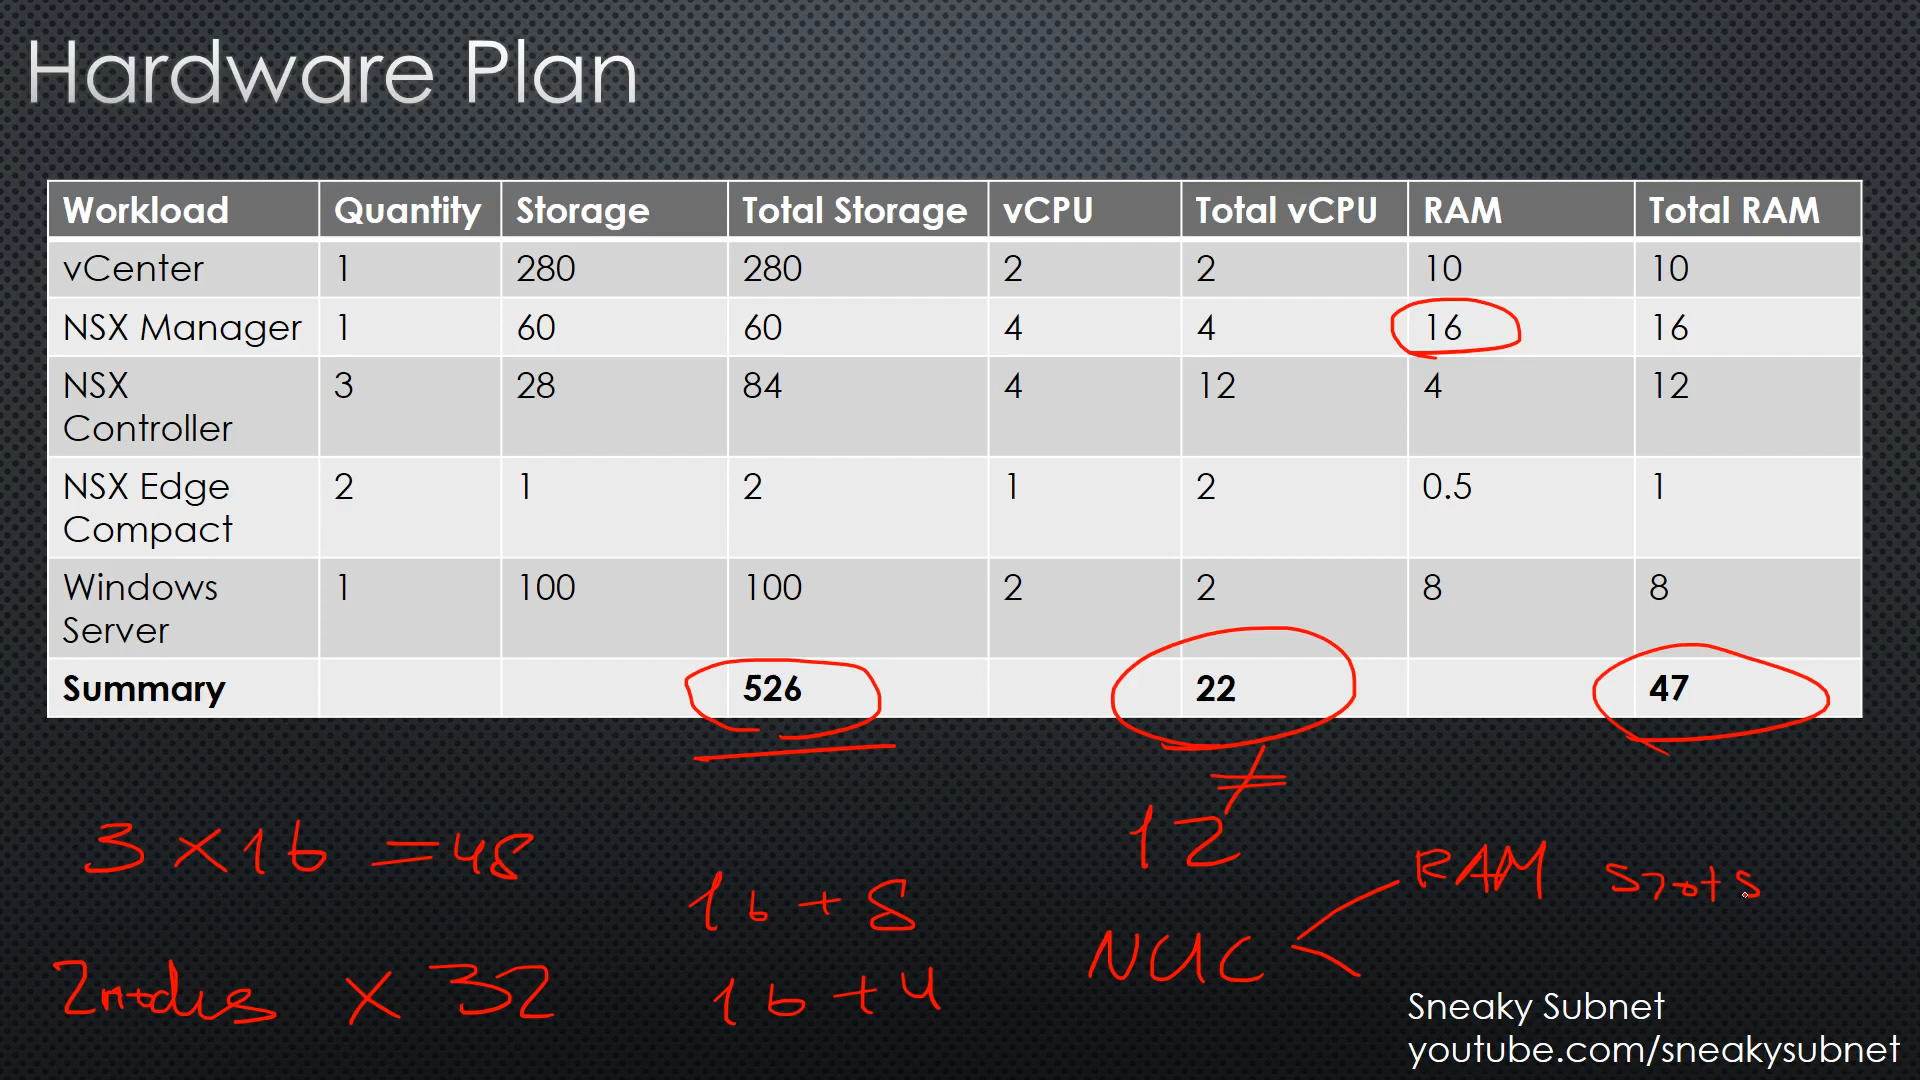 Hardware Plan
Workload Quantity Storage Total Storage vCPU Total vCPU RAM Total RAM
vCenter 1 280 280 2 2 10 10
NSX Manager 1 60 60 4 4 16 16
NSX Controller 3 28 84 4 12 4 12
NSX Edge Compact 2 1 2 1 2 0.5 1
Windows Server 1 100 100 2 2 8 8
Summary 526 22 47
3 × 16 = 48
12
16 + 8
RAM
NUC
2 nodes × 32
16 + 4
Sneaky Subnet
youtube.com/sneakysubnet